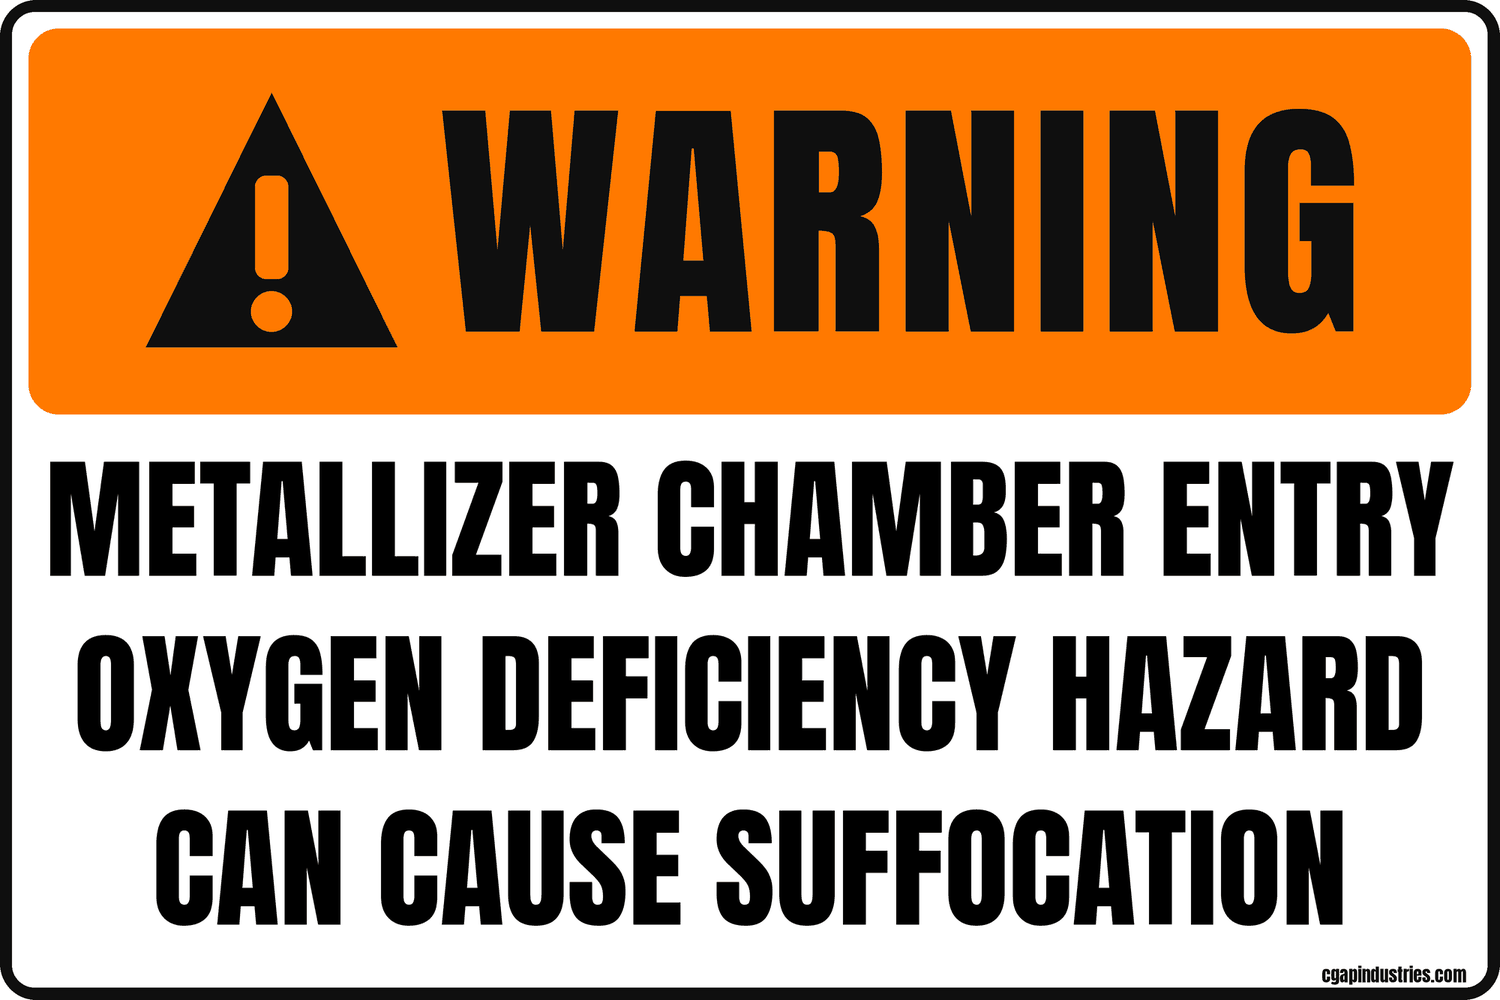 WARNING
METALLIZER CHAMBER ENTRY
OXYGEN DEFICIENCY HAZARD
CAN CAUSE SUFFOCATION
cgapindustries.com